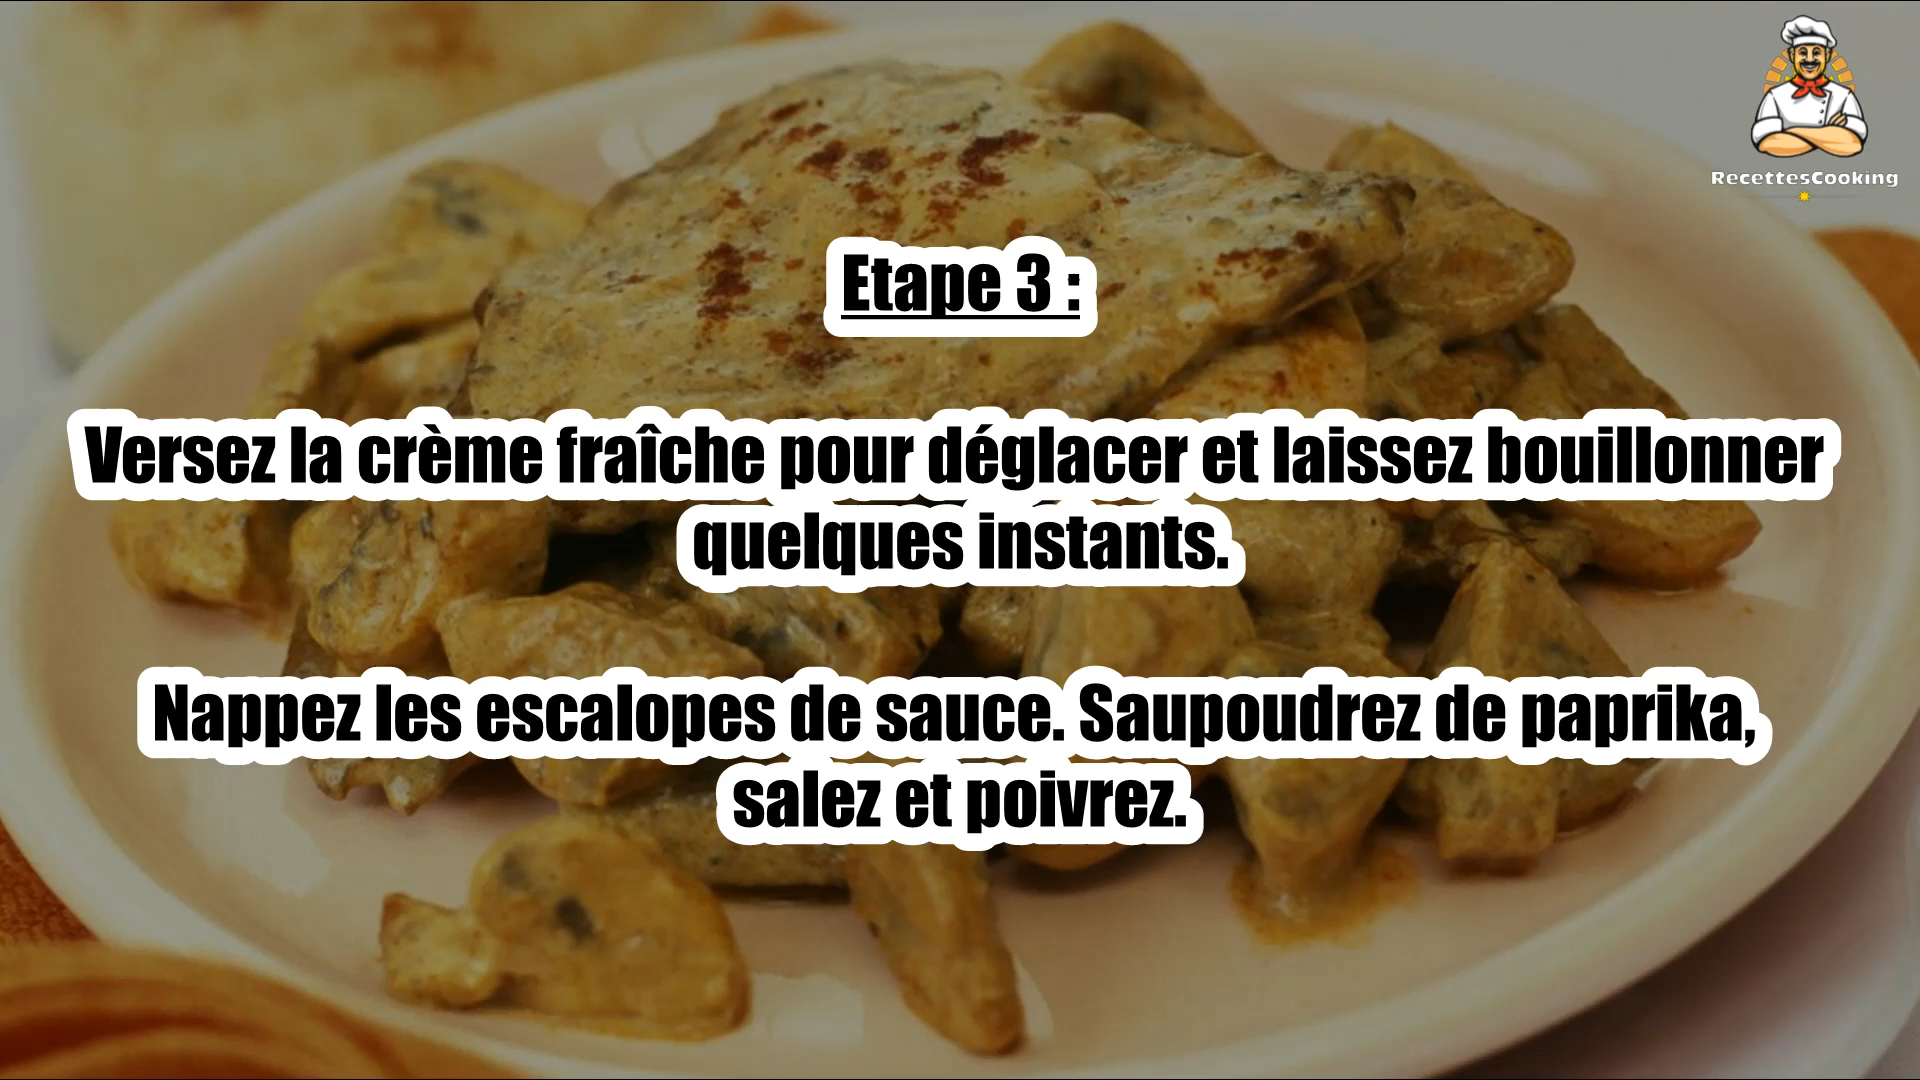 RecettesCooking
Etape 3 :
Versez la crème fraîche pour déglacer et laissez bouillonner
quelques instants.
Nappez les escalopes de sauce. Saupoudrez de paprika,
salez et poivrez.